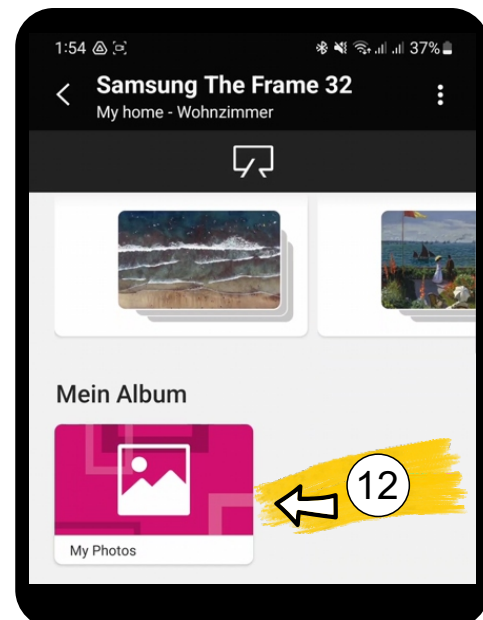 1:54 37%
Samsung The Frame 32
My home - Wohnzimmer
Mein Album
12
My Photos